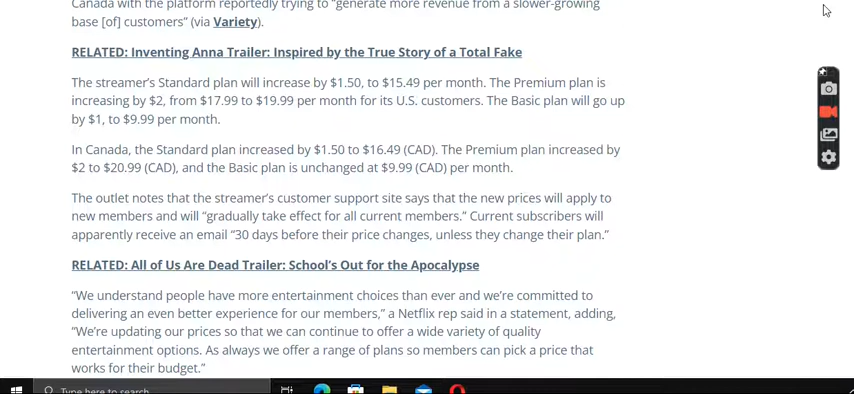 Canada with the platform reportedly trying to “generate more revenue from a slower-growing
base [of] customers” (via Variety).
RELATED: Inventing Anna Trailer: Inspired by the True Story of a Total Fake
The streamer’s Standard plan will increase by $1.50, to $15.49 per month. The Premium plan is
increasing by $2, from $17.99 to $19.99 per month for its U.S. customers. The Basic plan will go up
by $1, to $9.99 per month.
In Canada, the Standard plan increased by $1.50 to $16.49 (CAD). The Premium plan increased by
$2 to $20.99 (CAD), and the Basic plan is unchanged at $9.99 (CAD) per month.
The outlet notes that the streamer’s customer support site says that the new prices will apply to
new members and will “gradually take effect for all current members.” Current subscribers will
apparently receive an email “30 days before their price changes, unless they change their plan.”
RELATED: All of Us Are Dead Trailer: School’s Out for the Apocalypse
“We understand people have more entertainment choices than ever and we’re committed to
delivering an even better experience for our members,” a Netflix rep said in a statement, adding,
“We’re updating our prices so that we can continue to offer a wide variety of quality
entertainment options. As always we offer a range of plans so members can pick a price that
works for their budget.”
Type here to search